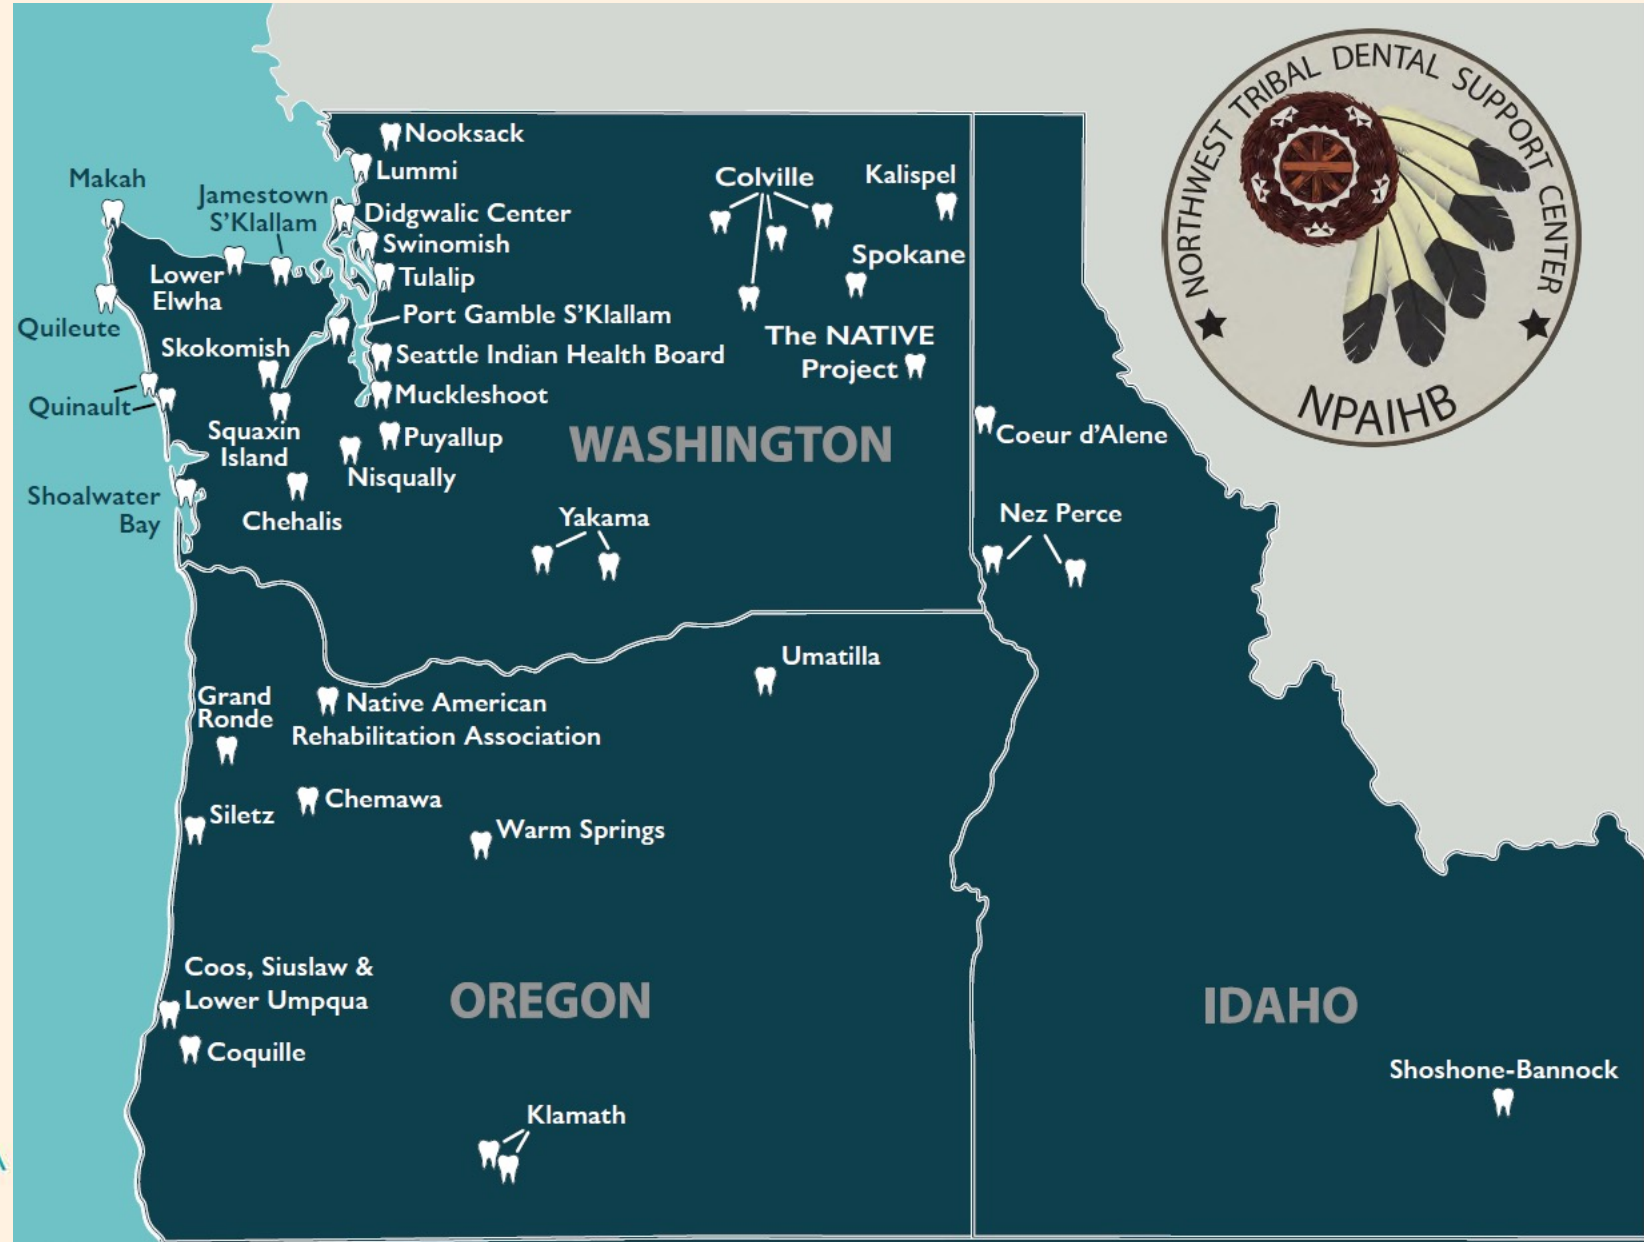 NORTHWEST TRIBAL DENTAL SUPPORT CENTER
NPAIHB
Nooksack
Lummi
Makah
Jamestown
S'Klallam
Didgwalic Center
Swinomish
Tulalip
Lower
Elwha
Port Gamble S'Klallam
Quileute
Skokomish
Seattle Indian Health Board
Muckleshoot
Quinault
Squaxin
Island
Puyallup
Nisqually
Shoalwater
Bay
Chehalis
Colville
Kalispel
Spokane
The NATIVE
Project
WASHINGTON
Yakama
Coeur d'Alene
Nez Perce
Umatilla
Grand
Ronde
Native American
Rehabilitation Association
Chemawa
Siletz
Warm Springs
Coos, Siuslaw &
Lower Umpqua
OREGON
Coquille
Klamath
IDAHO
Shoshone-Bannock